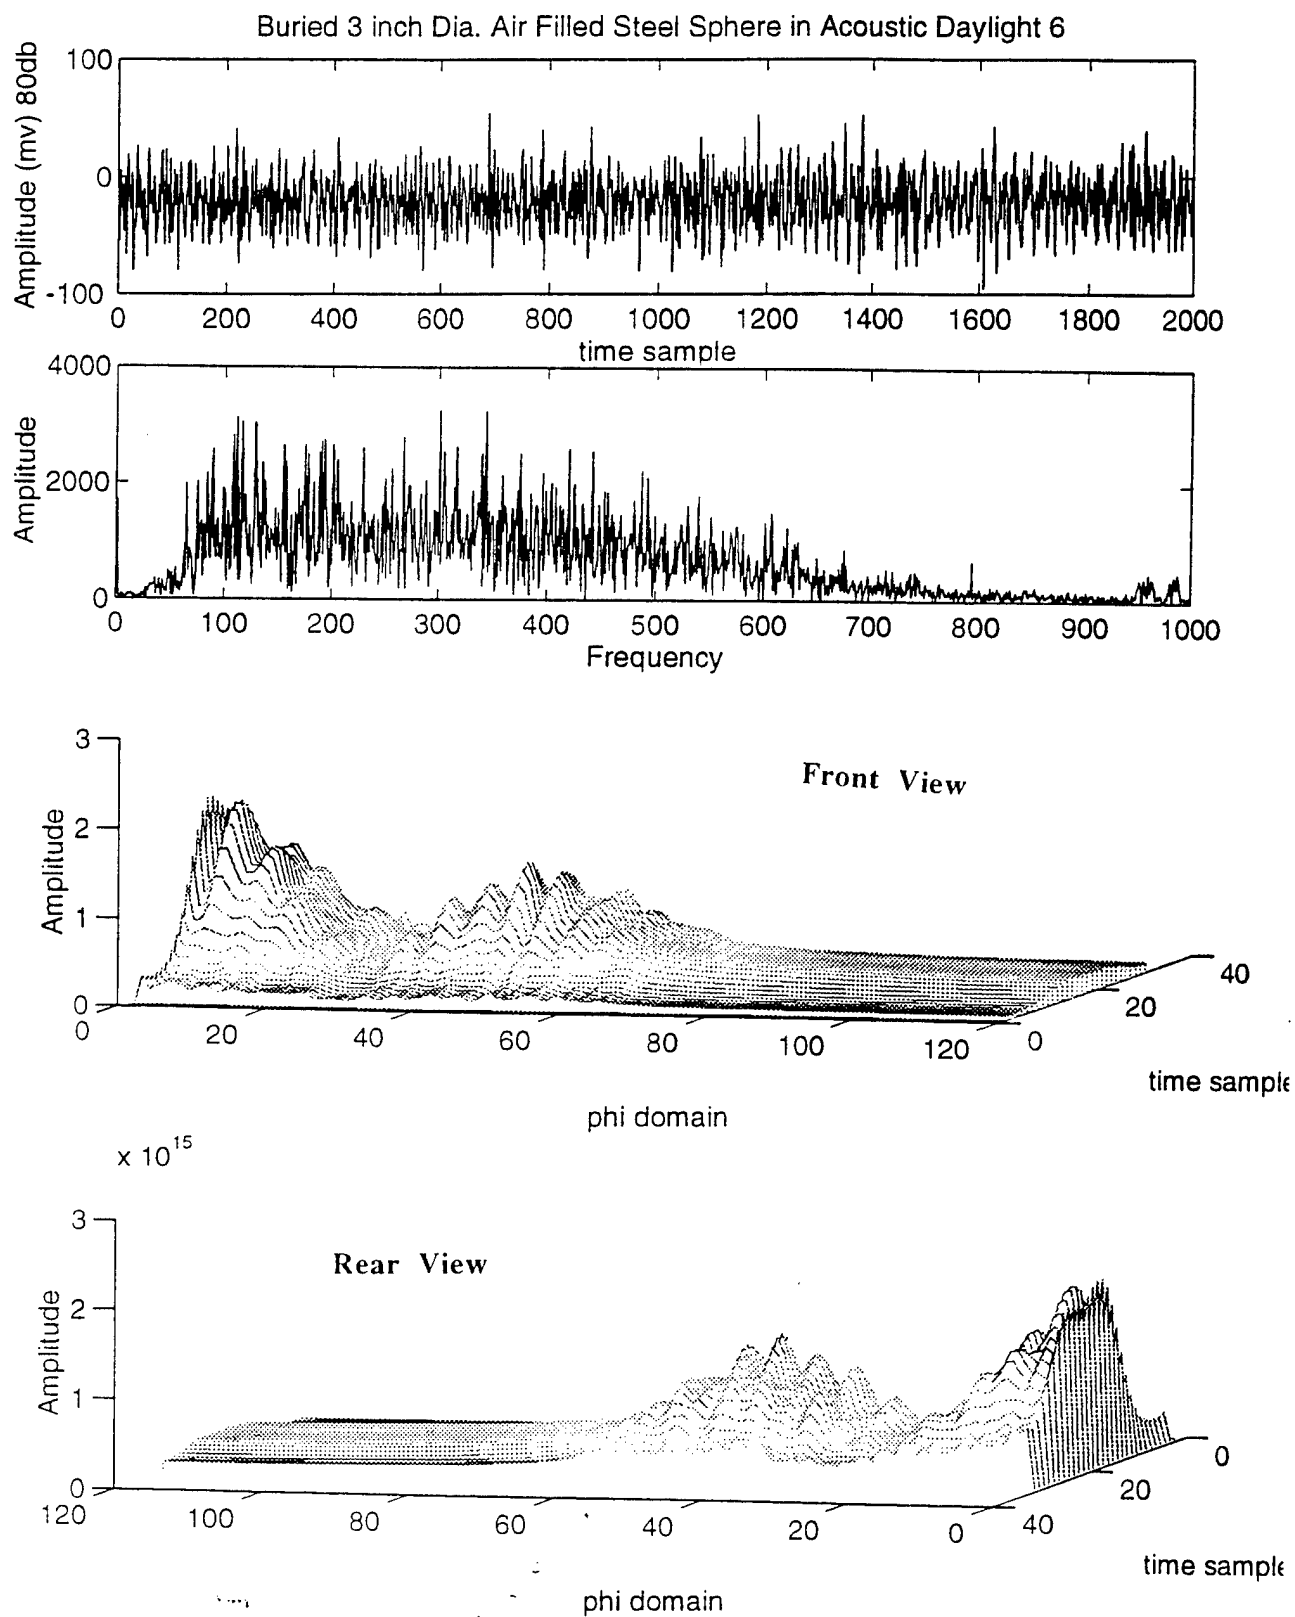 Buried 3 inch Dia. Air Filled Steel Sphere in Acoustic Daylight 6
Amplitude (mv) 80db
100
0
-100
0 200 400 600 800 1000 1200 1400 1600 1800 2000
time sample
Amplitude
4000
2000
0
0 100 200 300 400 500 600 700 800 900 1000
Frequency
Front View
Amplitude
3
2
1
0
0 20 40 60 80 100 120
0 20 40
time sample
phi domain
x 10^15
Rear View
Amplitude
3
2
1
0
120 100 80 60 40 20 0
40 20 0
time sample
phi domain